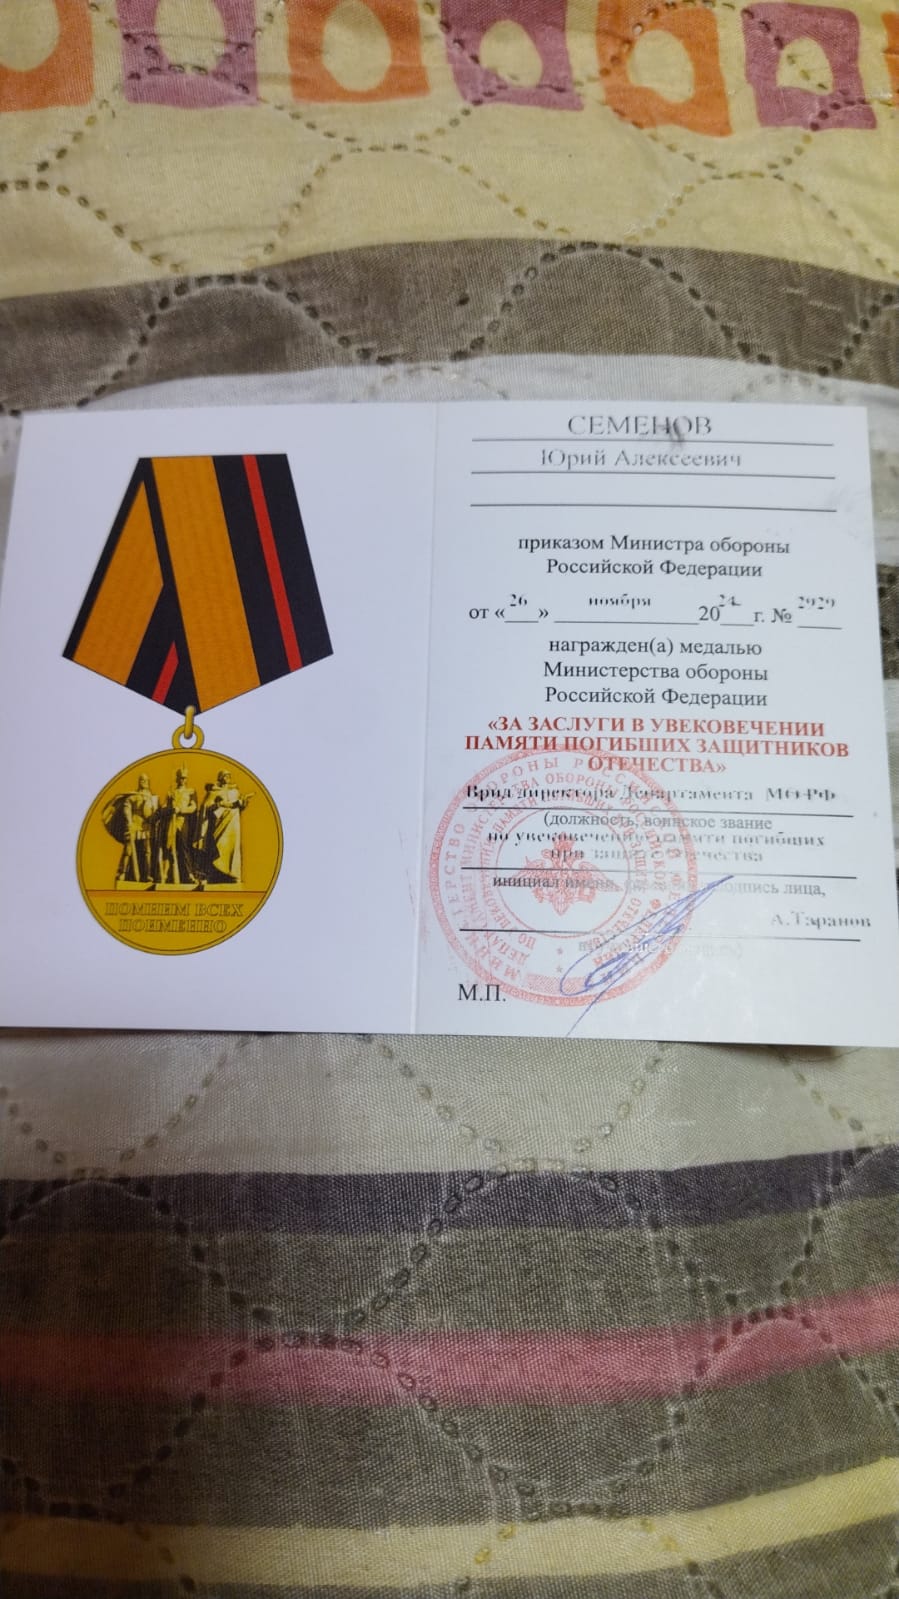 ПОМНИМ ВСЕХ
ПОИМЕННО
СЕМЕНОВ
Юрий Алексеевич
приказом Министра обороны
Российской Федерации
от «26» ноября 2024 г. № 2929
награжден(а) медалью
Министерства обороны
Российской Федерации
«ЗА ЗАСЛУГИ В УВЕКОВЕЧЕНИИ
ПАМЯТИ ПОГИБШИХ ЗАЩИТНИКОВ
ОТЕЧЕСТВА»
Врид директора Департамента МО РФ
(должность, воинское звание
по увековечению памяти погибших
при защите Отечества
инициал имени, подпись лица,
А.Таранов
М.П.